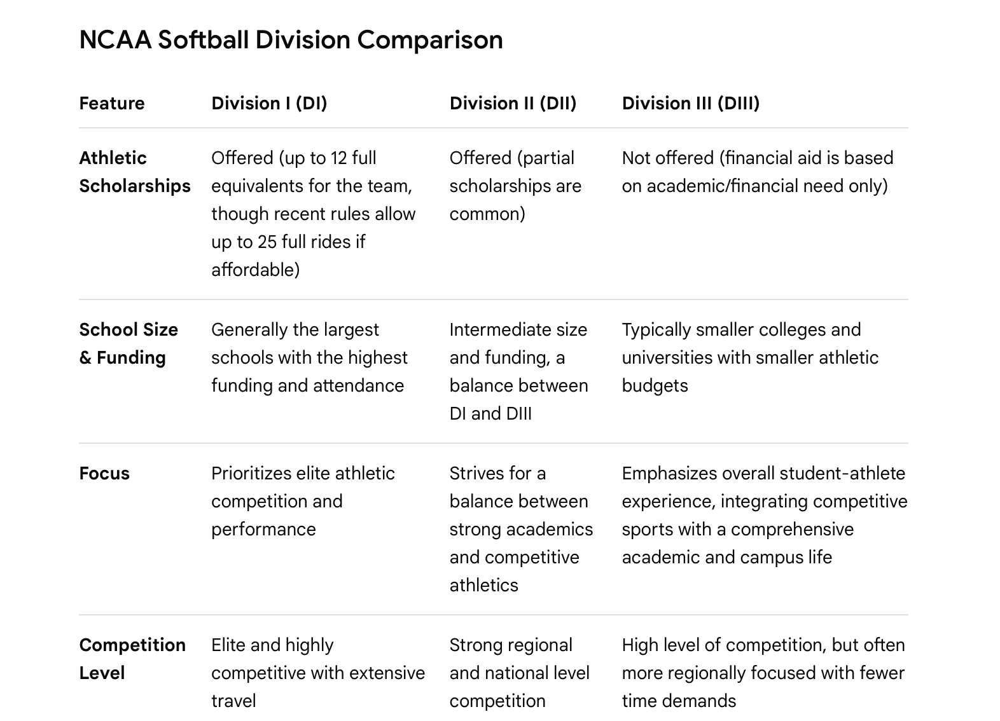 NCAA Softball Division Comparison
Feature Division I (DI) Division II (DII) Division III (DIII)
Athletic Offered (up to 12 full Offered (partial Not offered (financial aid is based
Scholarships equivalents for the team, scholarships are on academic/financial need only)
though recent rules allow common)
up to 25 full rides if
affordable)
School Size Generally the largest Intermediate size Typically smaller colleges and
& Funding schools with the highest and funding, a universities with smaller athletic
funding and attendance balance between budgets
DI and DIII
Focus Prioritizes elite athletic Strives for a Emphasizes overall student-athlete
competition and balance between experience, integrating competitive
performance strong academics sports with a comprehensive
and competitive academic and campus life
athletics
Competition Elite and highly Strong regional High level of competition, but often
Level competitive with extensive and national level more regionally focused with fewer
travel competition time demands